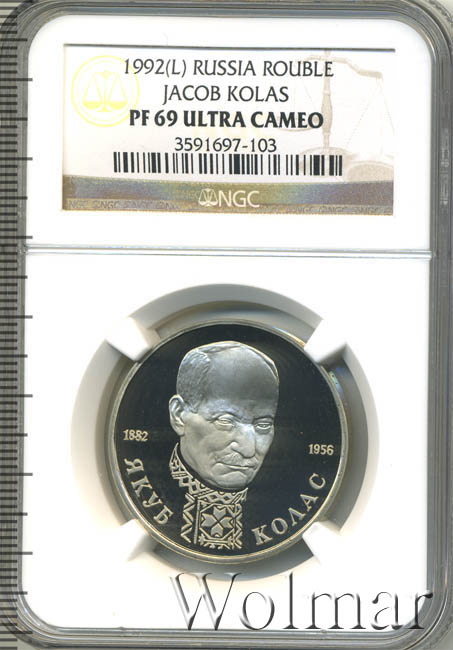 1992(L) RUSSIA ROUBLE
JACOB KOLAS
PF 69 ULTRA CAMEO
3591697-103
NGC
1882
1956
ЯКУБ КОЛАС
Wolmar